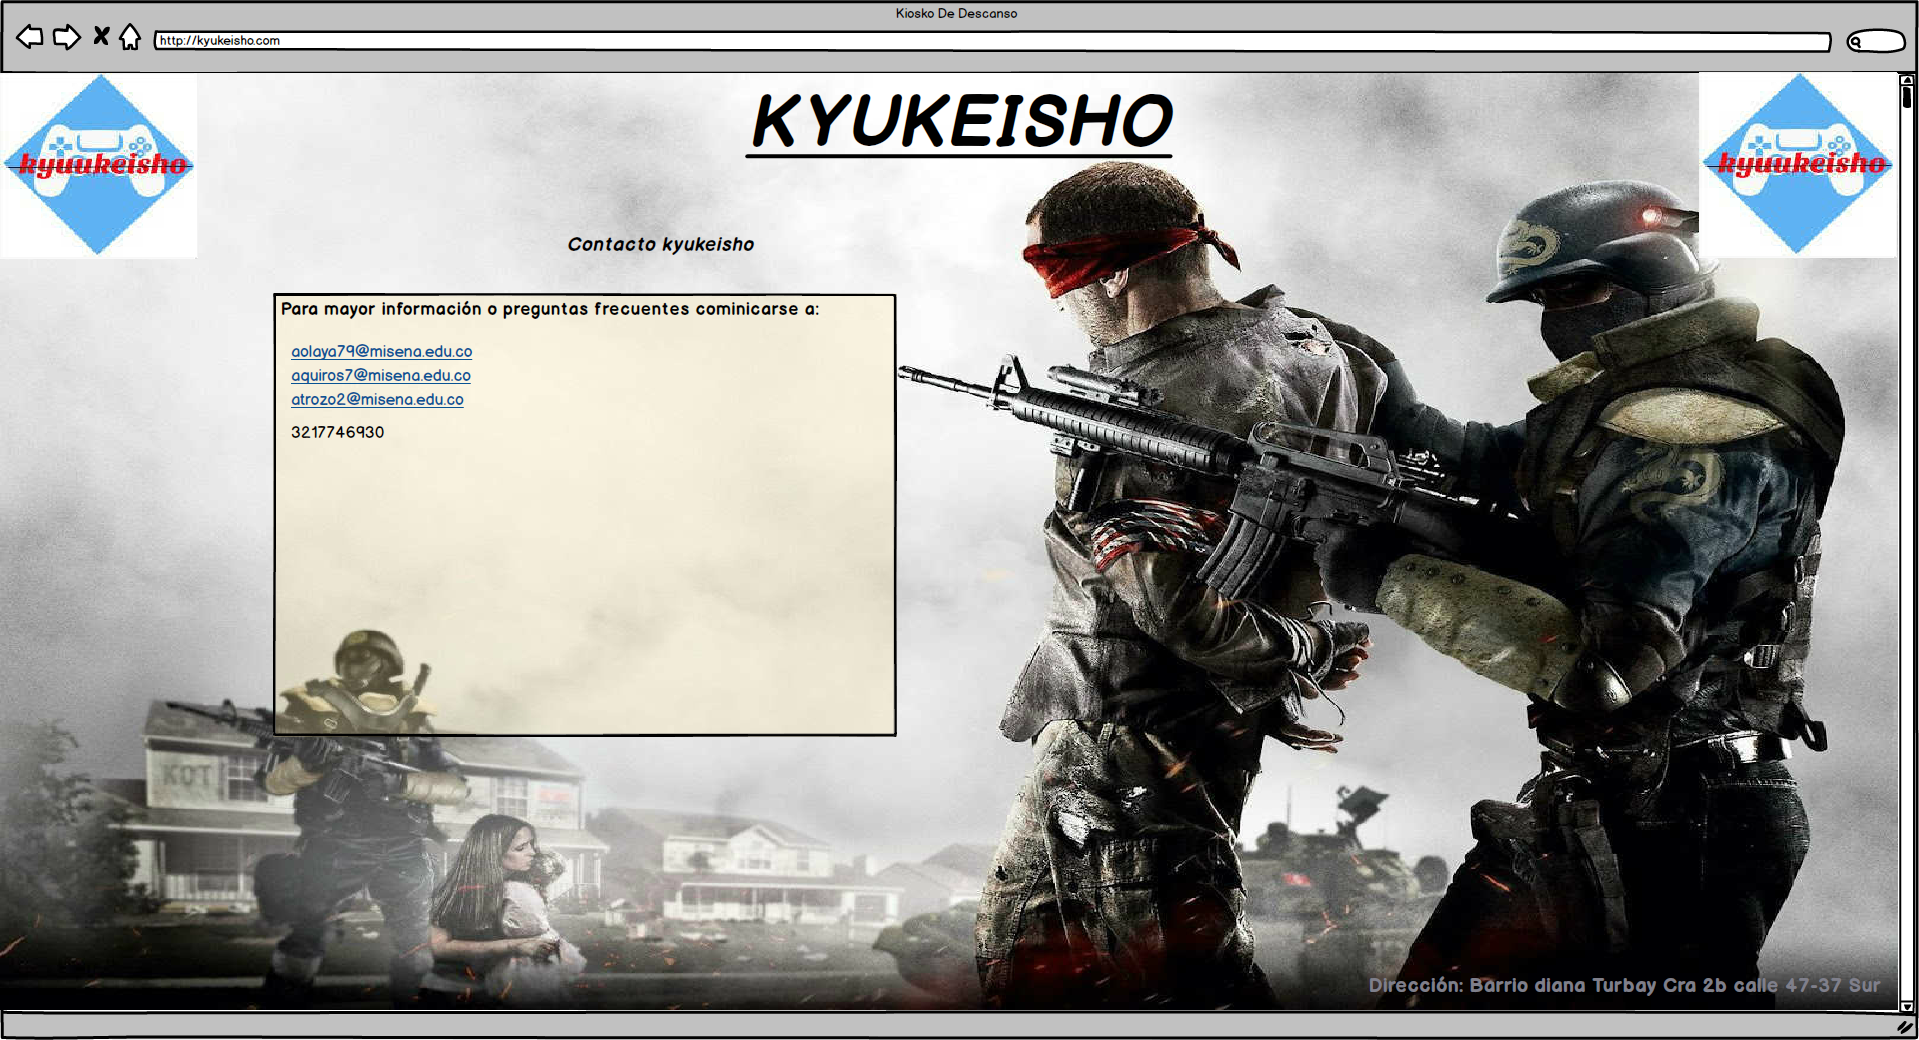 Kiosko De Descanso
http://kyukeisho.com
KYUKEISHO
kyuukeisho
kyuukeisho
Contacto kyukeisho
Para mayor información o preguntas frecuentes cominicarse a:
aolaya79@misena.edu.co
aquiros7@misena.edu.co
atrozo2@misena.edu.co
3217746930
KOT
Dirección: Barrio diana Turbay Cra 2b calle 47-37 Sur